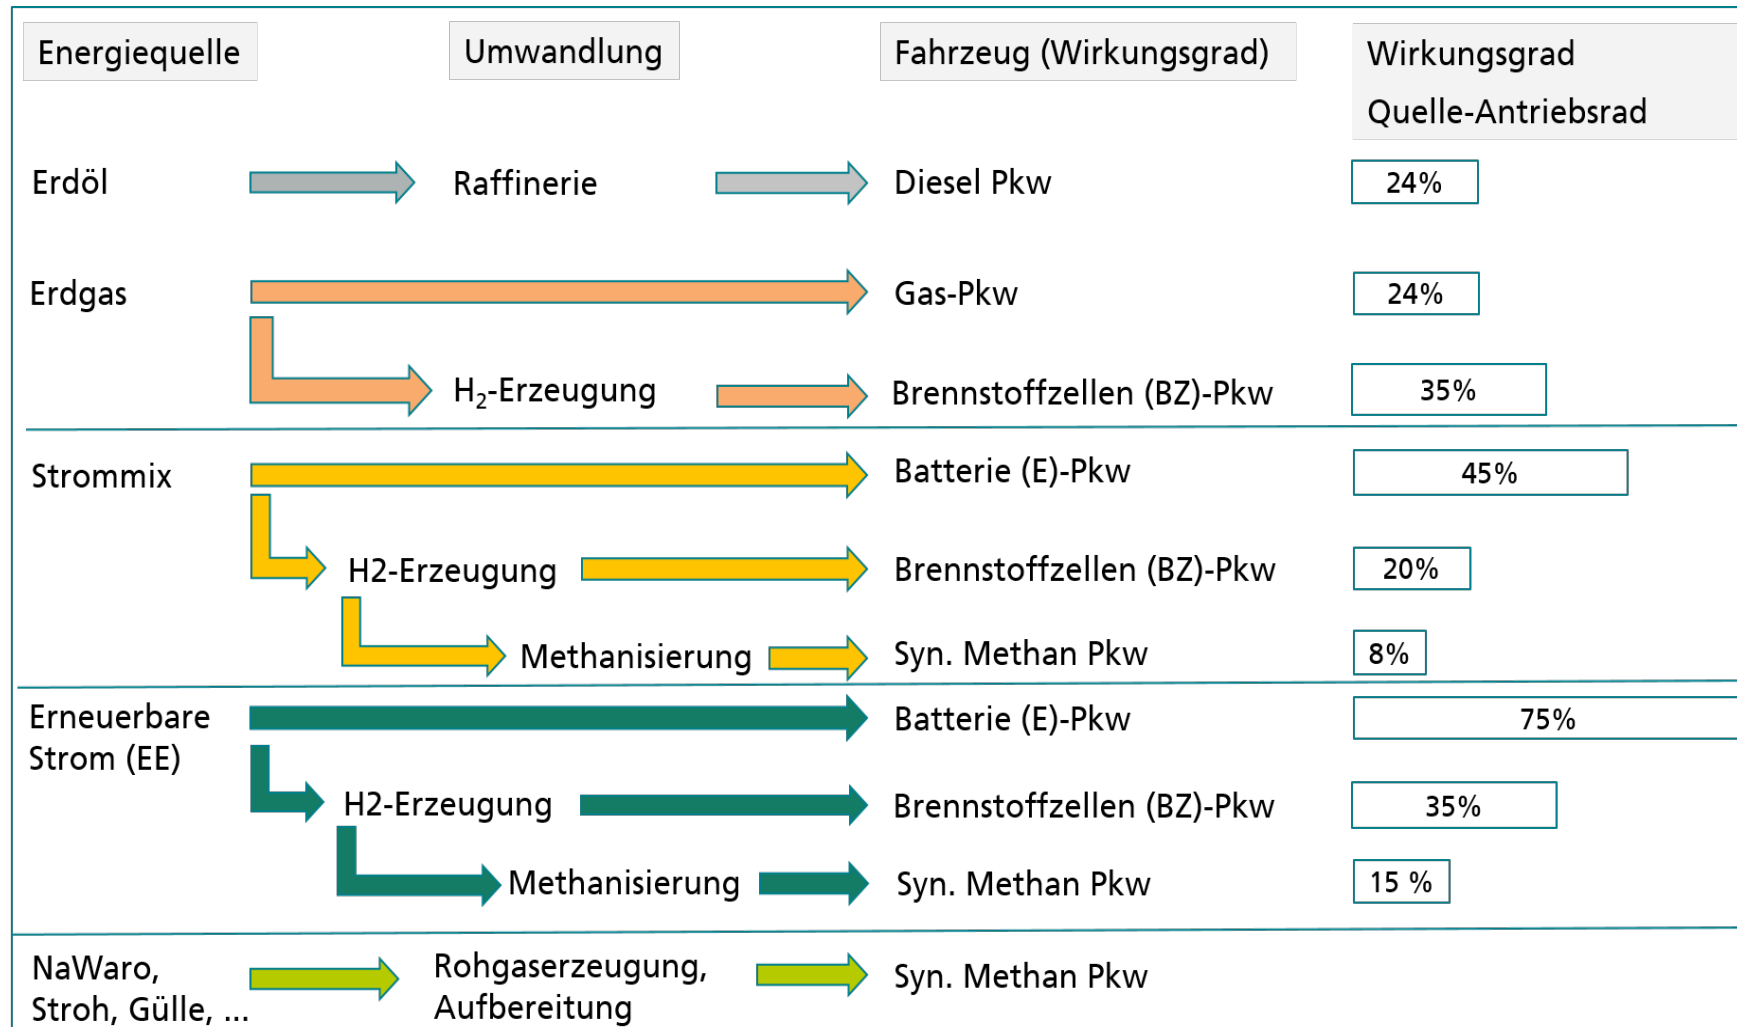 Energiequelle
Umwandlung
Fahrzeug (Wirkungsgrad)
Wirkungsgrad
Quelle-Antriebsrad
Erdöl
Raffinerie
Diesel Pkw
24%
Erdgas
Gas-Pkw
24%
H₂-Erzeugung
Brennstoffzellen (BZ)-Pkw
35%
Strommix
Batterie (E)-Pkw
45%
H2-Erzeugung
Brennstoffzellen (BZ)-Pkw
20%
Methanisierung
Syn. Methan Pkw
8%
Erneuerbare
Strom (EE)
Batterie (E)-Pkw
75%
H2-Erzeugung
Brennstoffzellen (BZ)-Pkw
35%
Methanisierung
Syn. Methan Pkw
15 %
NaWaro,
Stroh, Gülle, ...
Rohgaserzeugung,
Aufbereitung
Syn. Methan Pkw